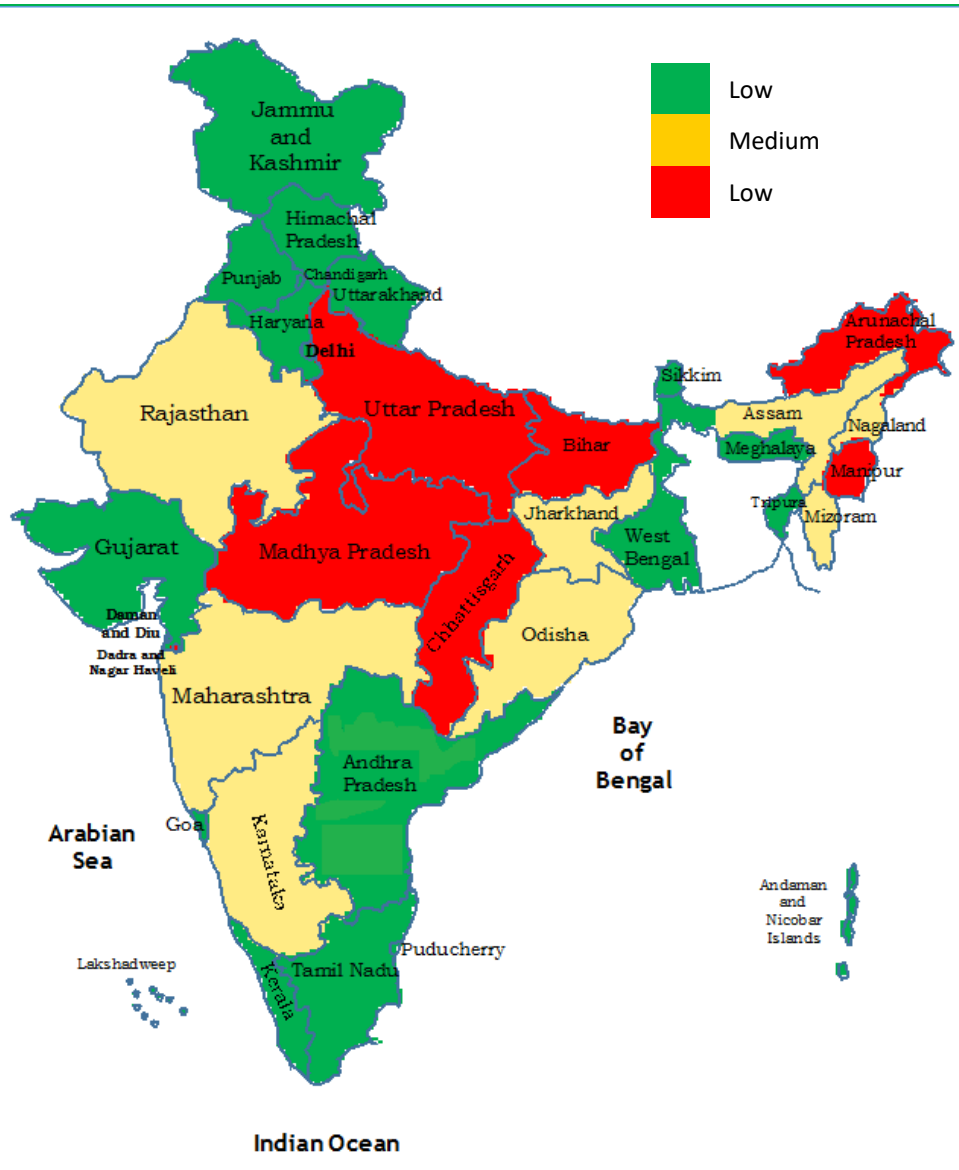 Low
Medium
Low
Jammu
and
Kashmir
Himachal
Pradesh
Punjab
Chandigarh
Uttarakhand
Haryana
Delhi
Rajasthan
Uttar Pradesh
Bihar
Sikkim
Arunachal
Pradesh
Assam
Nagaland
Meghalaya
Manipur
Tripura
Mizoram
Jharkhand
West
Bengal
Gujarat
Madhya Pradesh
Chhattisgarh
Odisha
Daman
and Diu
Dadra and
Nagar Haveli
Maharashtra
Andhra
Pradesh
Bay
of
Bengal
Goa
Arabian
Sea
Karnataka
Andaman
and
Nicobar
Islands
Puducherry
Lakshadweep
Kerala
Tamil Nadu
Indian Ocean